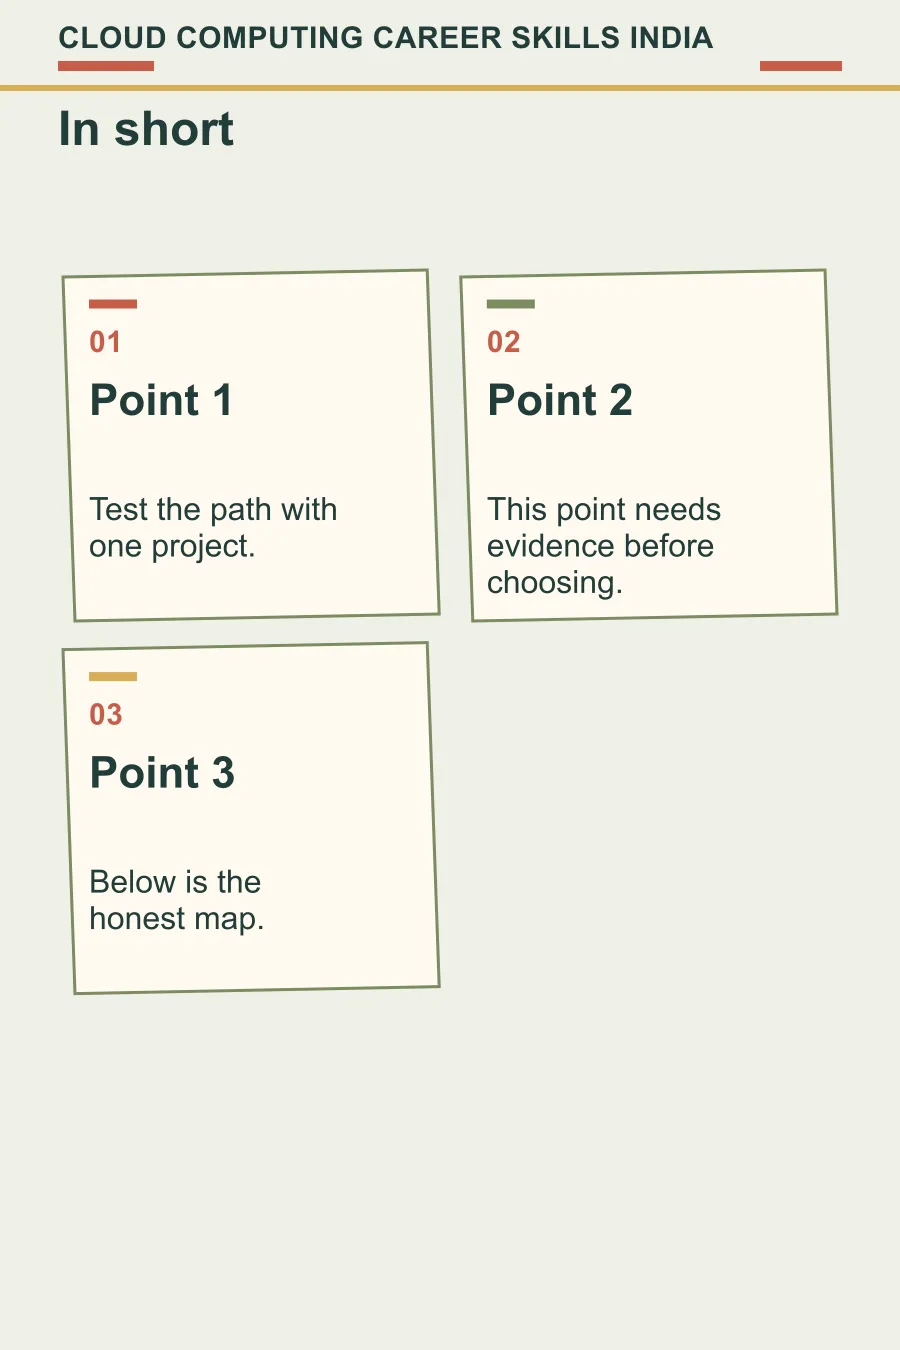 CLOUD COMPUTING CAREER SKILLS INDIA
In short
01
Point 1
Test the path with
one project.
02
Point 2
This point needs
evidence before
choosing.
03
Point 3
Below is the
honest map.